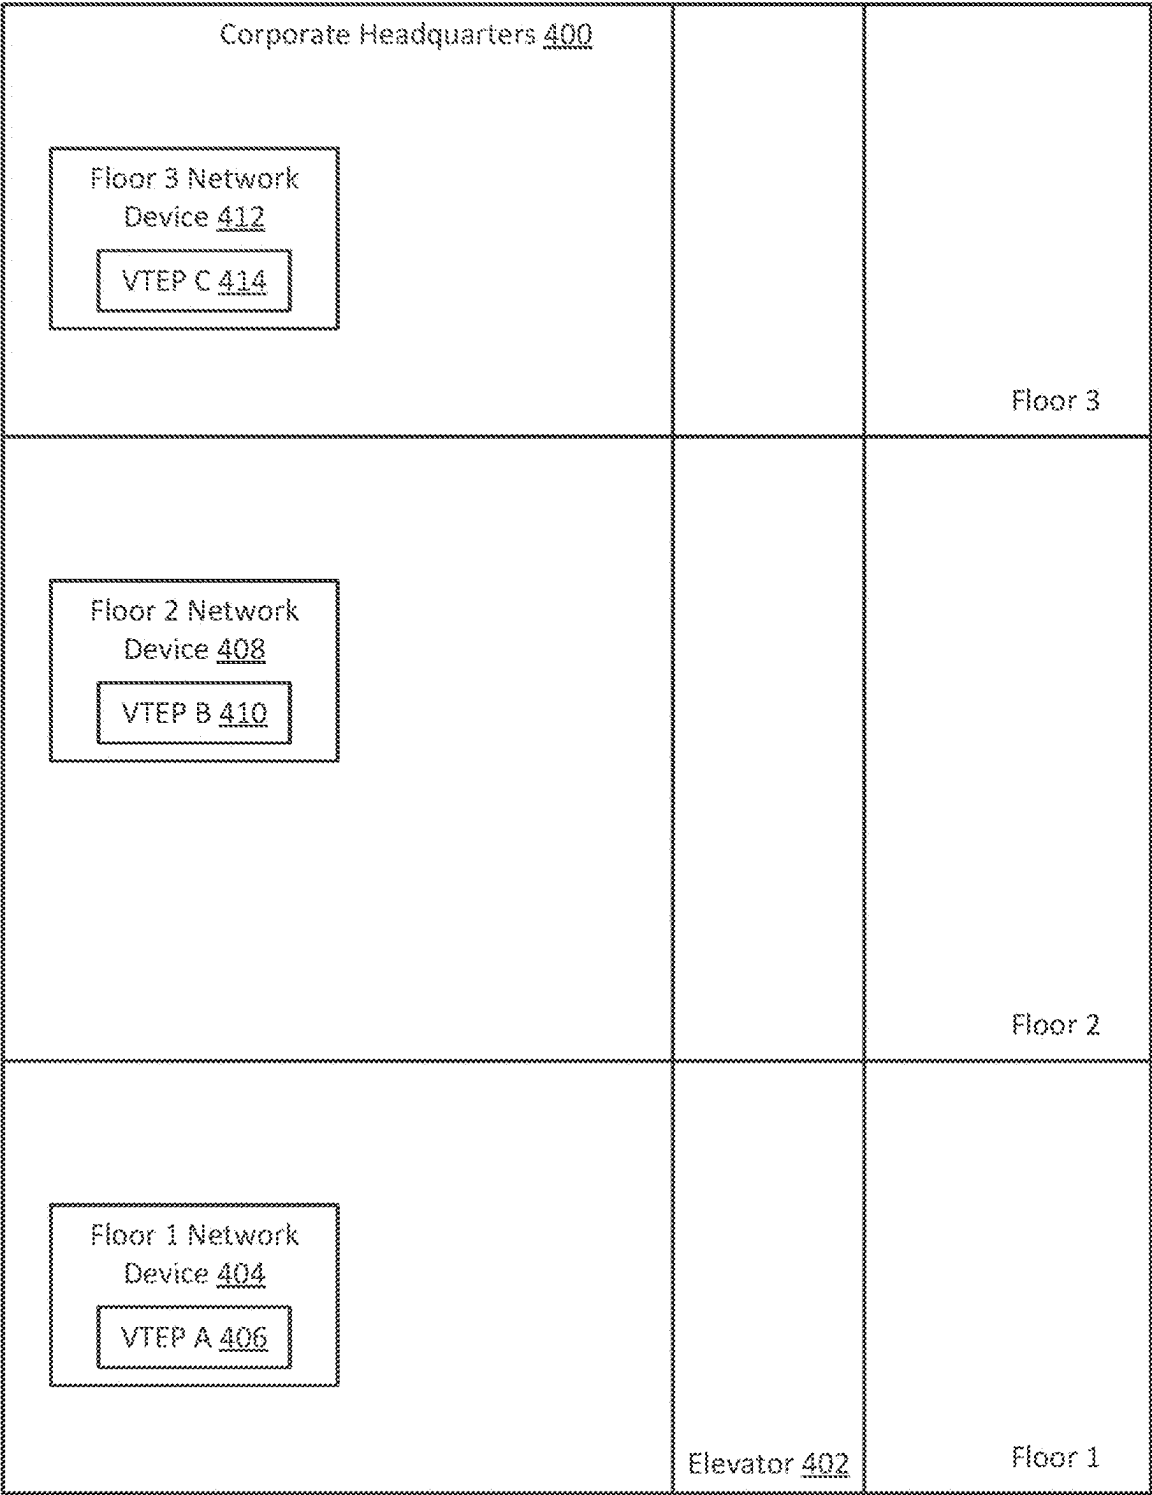 Corporate Headquarters 400
Floor 3 Network
Device 412
VTEP C 414
Floor 3
Floor 2 Network
Device 408
VTEP B 410
Floor 2
Floor 1 Network
Device 404
VTEP A 406
Elevator 402
Floor 1